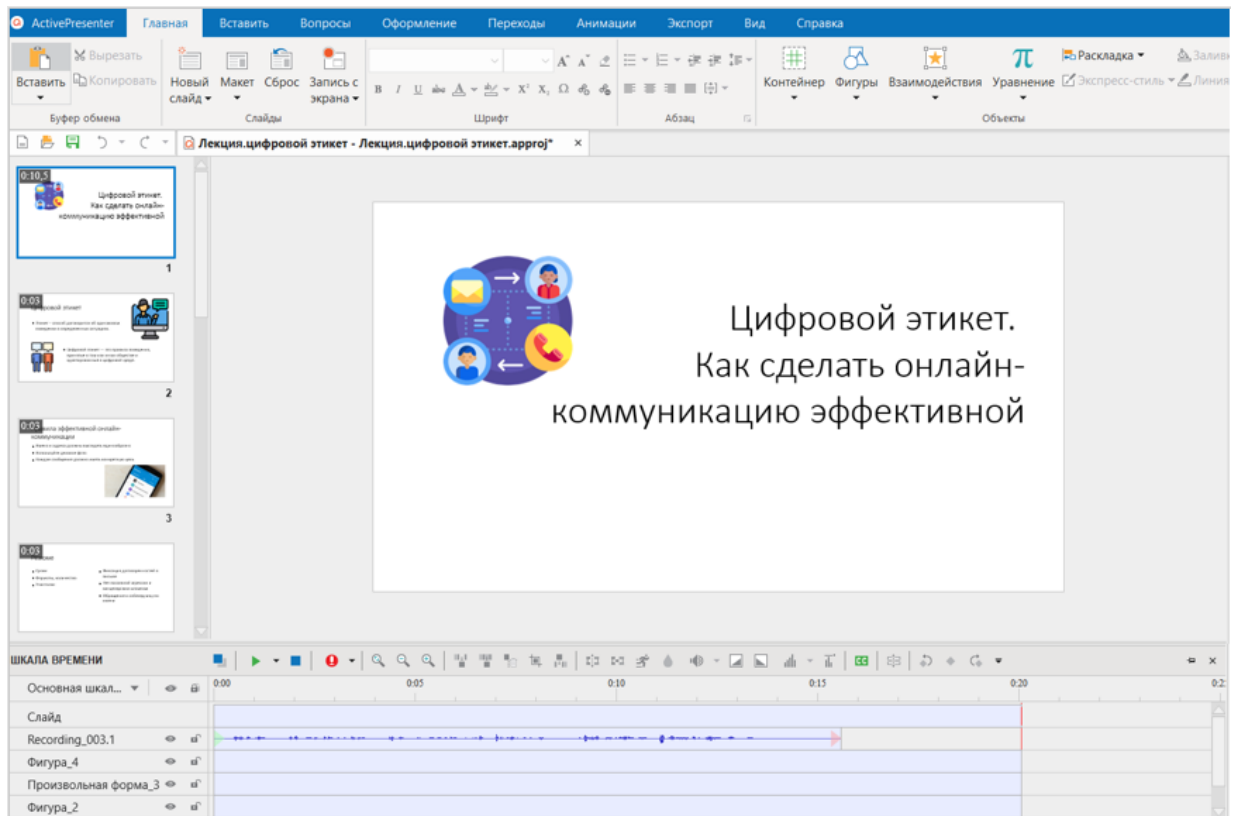 ActivePresenter Главная Вставить Вопросы Оформление Переходы Анимации Экспорт Вид Справка
Вставить
Вырезать
Копировать
Буфер обмена
Новый слайд
Макет
Сброс
Запись с экрана
Слайды
Шрифт
Абзац
Контейнер Фигуры Взаимодействия Уравнение
Раскладка
Экспресс-стиль
Линия
Объекты
Лекция.цифровой этикет - Лекция.цифровой этикет.approj*
0:10,5
Цифровой этикет.
Как сделать онлайн-
коммуникацию эффективной
1
0:03
2
0:03
3
0:03
Цифровой этикет.
Как сделать онлайн-
коммуникацию эффективной
ШКАЛА ВРЕМЕНИ
Основная шкал...
0:00 0:05 0:10 0:15 0:20
Слайд
Recording_003.1
Фигура_4
Произвольная форма_3
Фигура_2